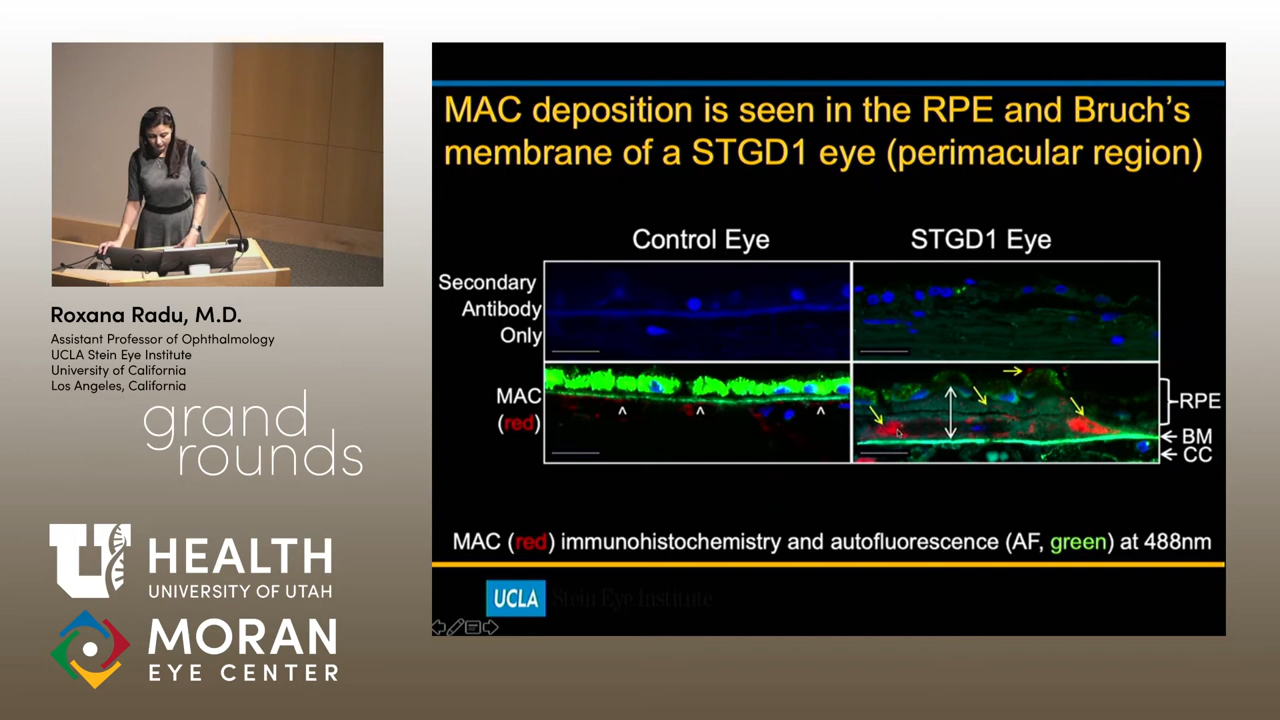 MAC deposition is seen in the RPE and Bruch's
membrane of a STGD1 eye (perimacular region)
Control Eye
STGD1 Eye
Secondary
Antibody
Only
MAC
(red)
^ ^ ^
RPE
BM
CC
MAC (red) immunohistochemistry and autofluorescence (AF, green) at 488nm
UCLA Stein Eye Institute
Roxana Radu, M.D.
Assistant Professor of Ophthalmology
UCLA Stein Eye Institute
University of California
Los Angeles, California
grand
rounds
U HEALTH
UNIVERSITY OF UTAH
MORAN
EYE CENTER